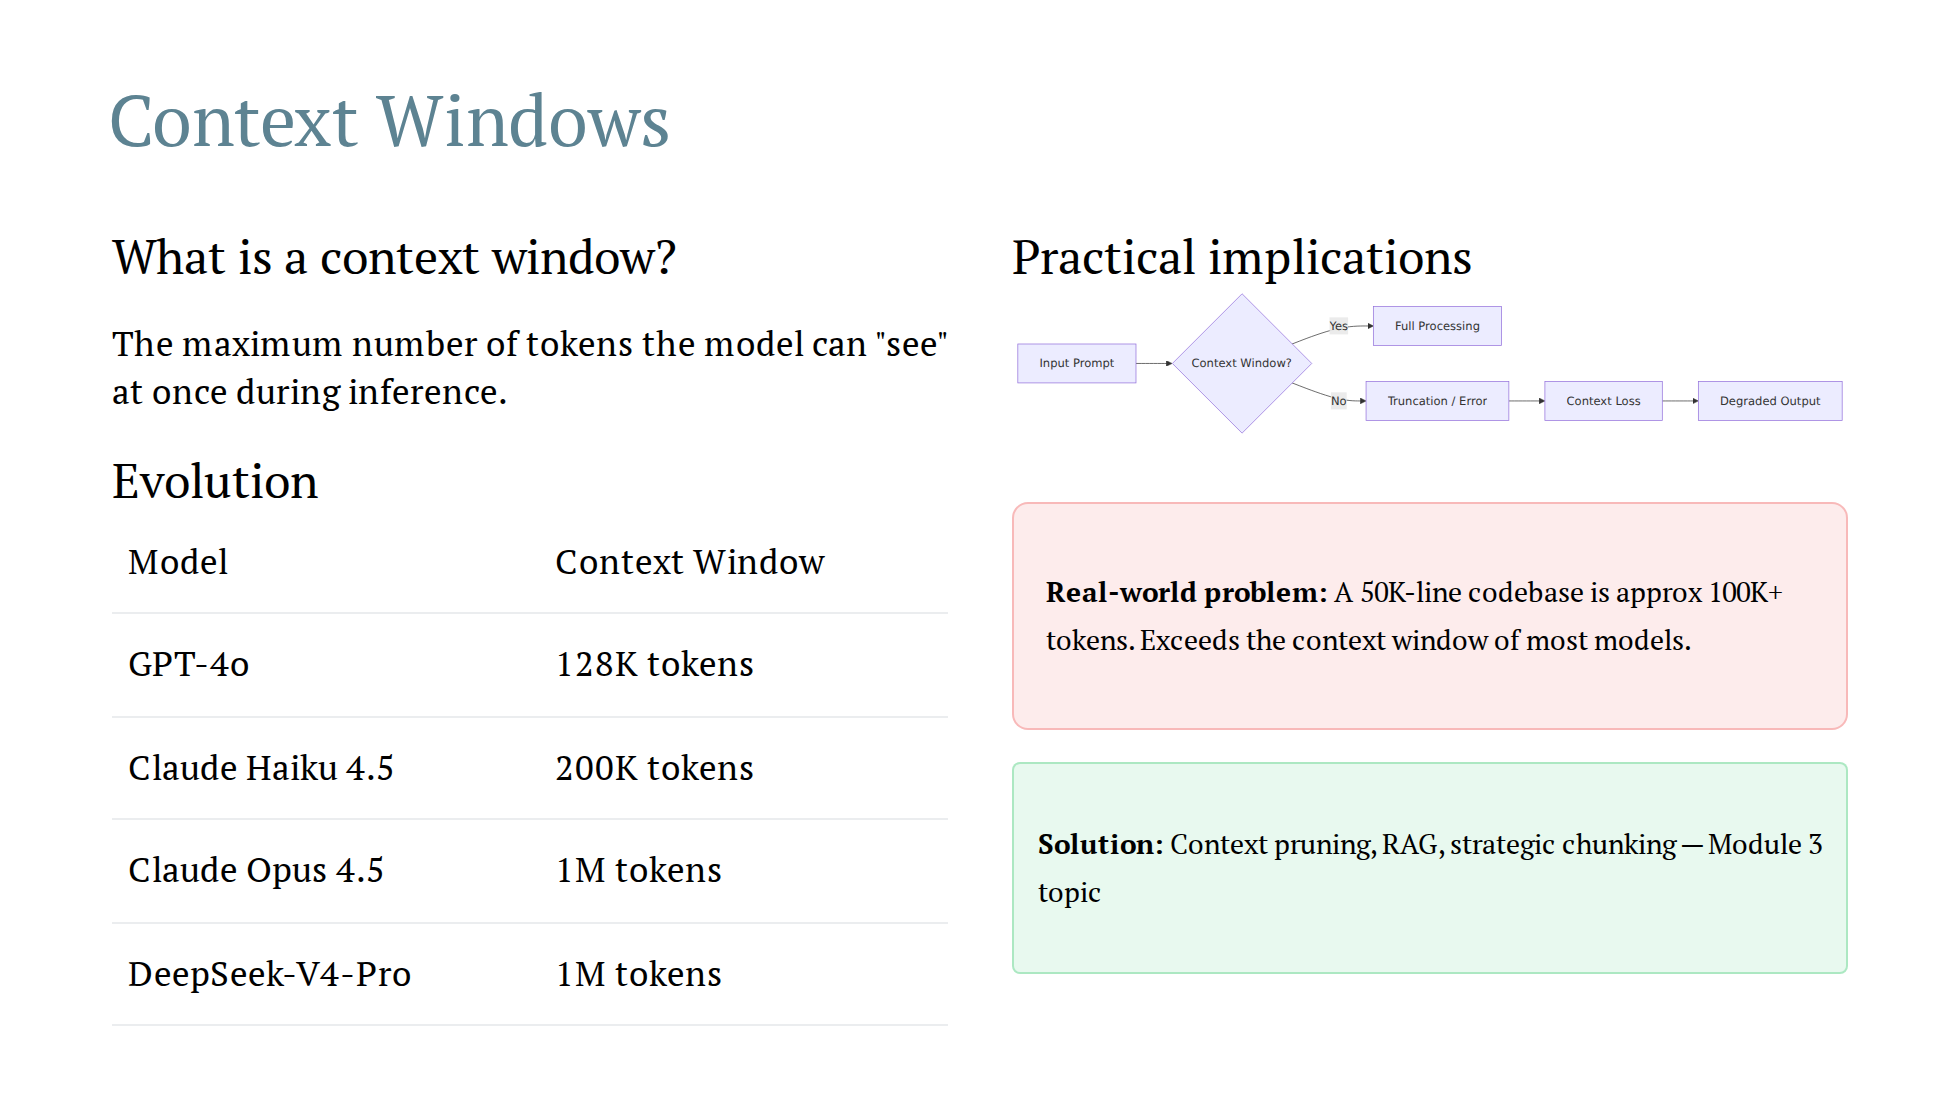 Context Windows
What is a context window?
The maximum number of tokens the model can "see"
at once during inference.
Evolution
Model Context Window
GPT-4o 128K tokens
Claude Haiku 4.5 200K tokens
Claude Opus 4.5 1M tokens
DeepSeek-V4-Pro 1M tokens
Practical implications
Input Prompt
Context Window?
Yes
Full Processing
No
Truncation / Error
Context Loss
Degraded Output
Real-world problem: A 50K-line codebase is approx 100K+
tokens. Exceeds the context window of most models.
Solution: Context pruning, RAG, strategic chunking — Module 3
topic